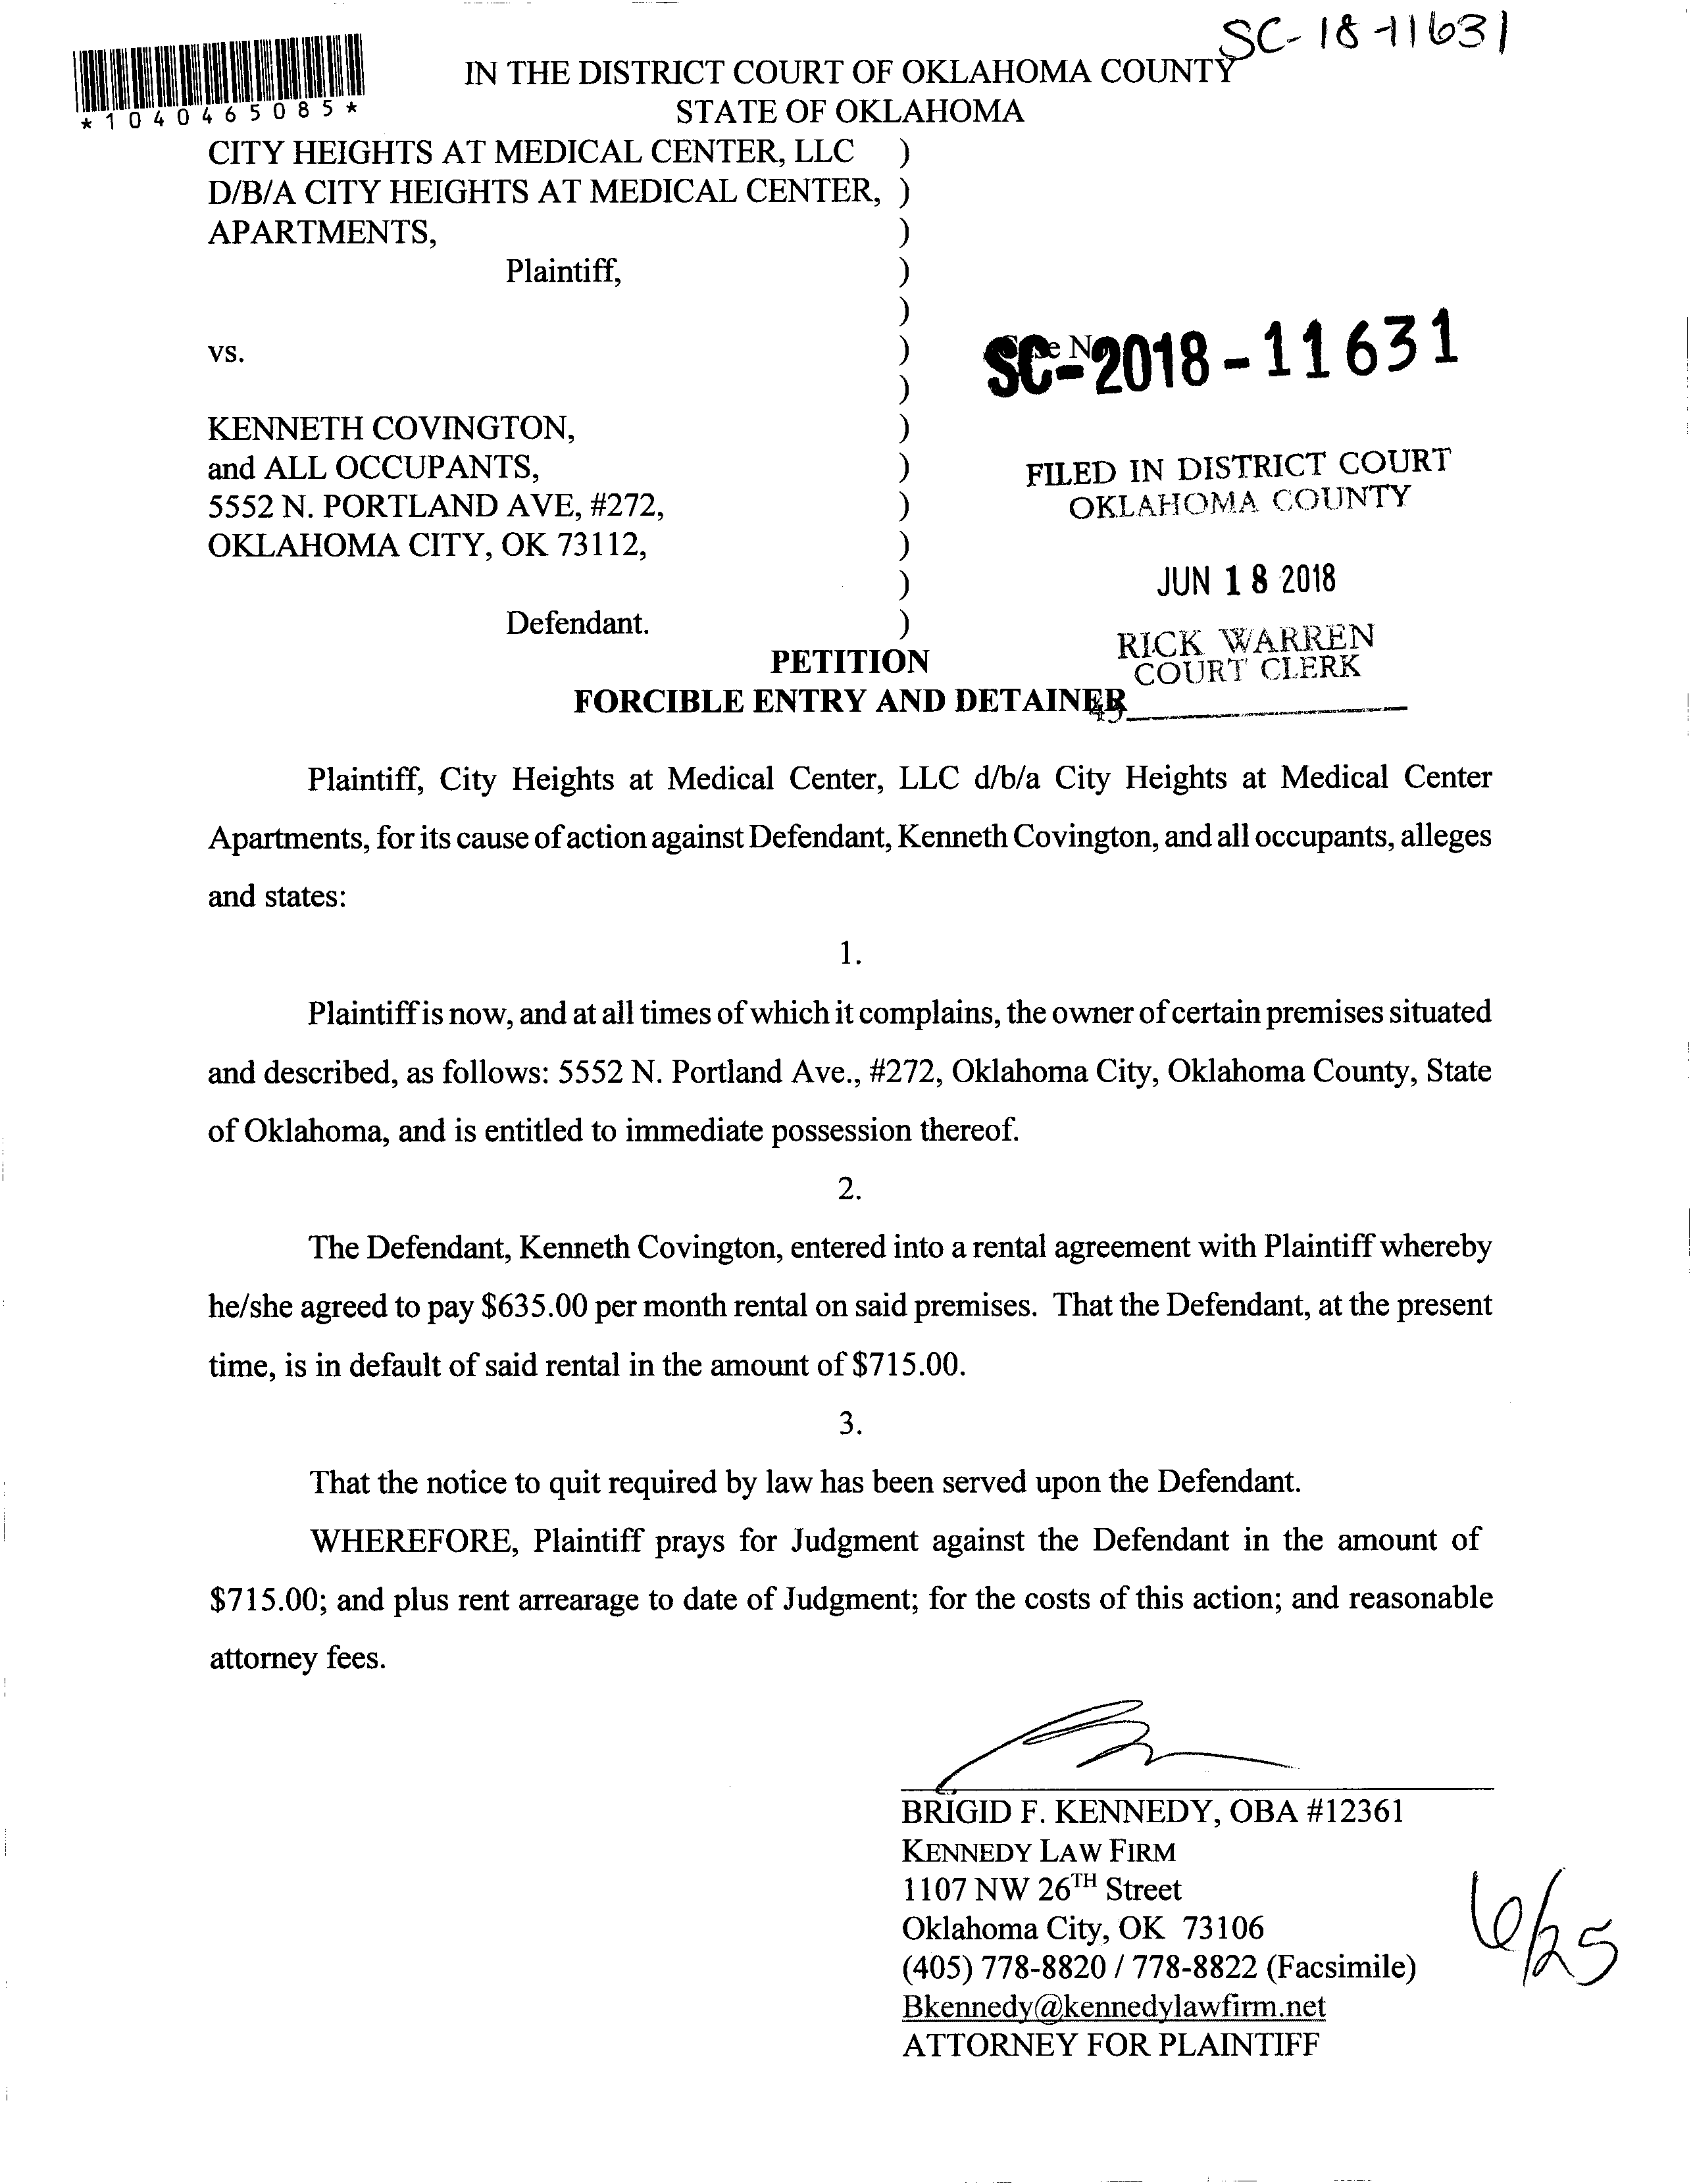 SC-18-11631
*1040465085*
IN THE DISTRICT COURT OF OKLAHOMA COUNTY
STATE OF OKLAHOMA
CITY HEIGHTS AT MEDICAL CENTER, LLC )
D/B/A CITY HEIGHTS AT MEDICAL CENTER, )
APARTMENTS, )
Plaintiff, )
)
vs. )
SC-2018-11631
)
KENNETH COVINGTON, )
and ALL OCCUPANTS, )
5552 N. PORTLAND AVE, #272, )
OKLAHOMA CITY, OK 73112, )
)
Defendant. )
FILED IN DISTRICT COURT
OKLAHOMA COUNTY
JUN 18 2018
RICK WARREN
COURT CLERK
PETITION
FORCIBLE ENTRY AND DETAINER
Plaintiff, City Heights at Medical Center, LLC d/b/a City Heights at Medical Center
Apartments, for its cause of action against Defendant, Kenneth Covington, and all occupants, alleges
and states:
1.
Plaintiff is now, and at all times of which it complains, the owner of certain premises situated
and described, as follows: 5552 N. Portland Ave., #272, Oklahoma City, Oklahoma County, State
of Oklahoma, and is entitled to immediate possession thereof.
2.
The Defendant, Kenneth Covington, entered into a rental agreement with Plaintiff whereby
he/she agreed to pay $635.00 per month rental on said premises. That the Defendant, at the present
time, is in default of said rental in the amount of $715.00.
3.
That the notice to quit required by law has been served upon the Defendant.
WHEREFORE, Plaintiff prays for Judgment against the Defendant in the amount of
$715.00; and plus rent arrearage to date of Judgment; for the costs of this action; and reasonable
attorney fees.
BRIGID F. KENNEDY, OBA #12361
KENNEDY LAW FIRM
1107 NW 26TH Street
Oklahoma City, OK 73106
(405) 778-8820 / 778-8822 (Facsimile)
Bkennedy@kennedylawfirm.net
ATTORNEY FOR PLAINTIFF
6/25